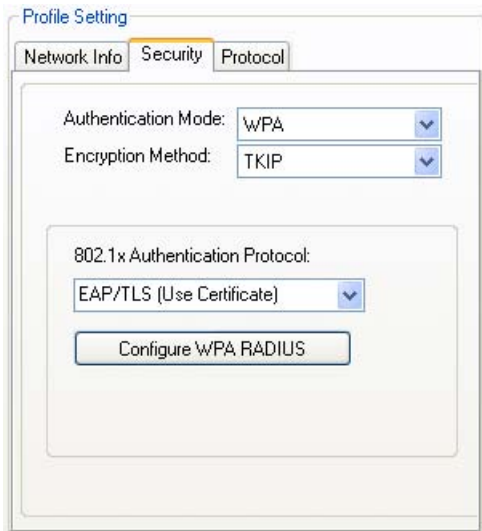 Profile Setting
Network Info Security Protocol
Authentication Mode: WPA
Encryption Method: TKIP
802.1x Authentication Protocol:
EAP/TLS (Use Certificate)
Configure WPA RADIUS